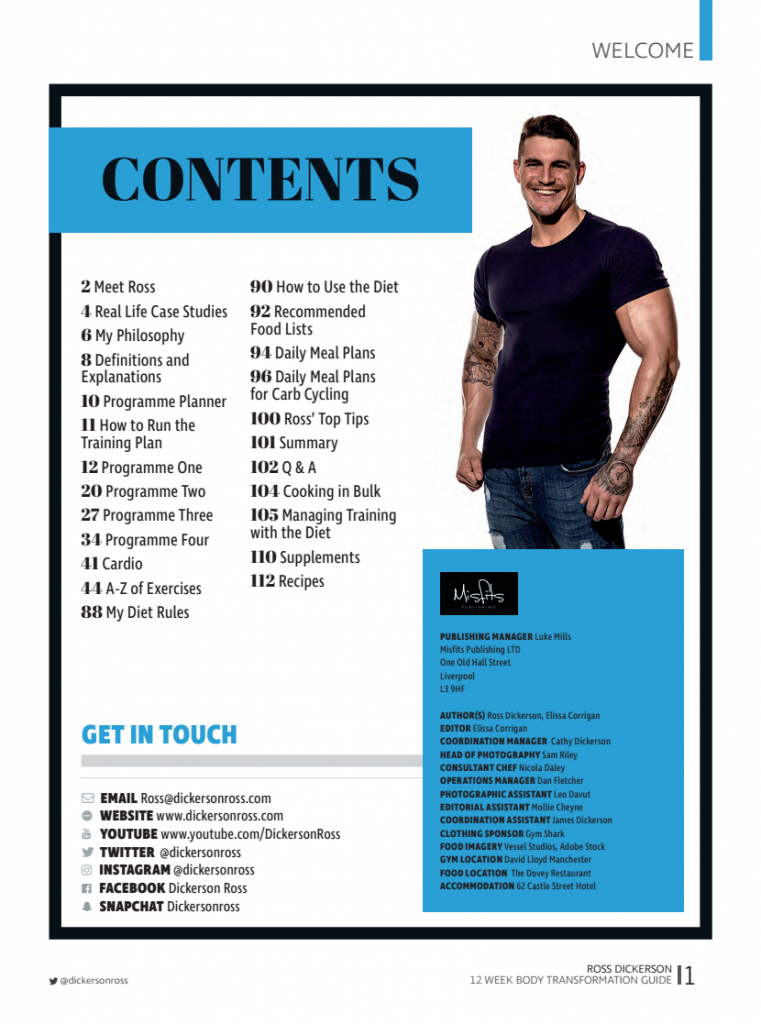 WELCOME
CONTENTS
2 Meet Ross
4 Real Life Case Studies
6 My Philosophy
8 Definitions and
Explanations
10 Programme Planner
11 How to Run the
Training Plan
12 Programme One
20 Programme Two
27 Programme Three
34 Programme Four
41 Cardio
44 A-Z of Exercises
88 My Diet Rules
90 How to Use the Diet
92 Recommended
Food Lists
94 Daily Meal Plans
96 Daily Meal Plans
for Carb Cycling
100 Ross' Top Tips
101 Summary
102 Q & A
104 Cooking in Bulk
105 Managing Training
with the Diet
110 Supplements
112 Recipes
GET IN TOUCH
EMAIL Ross@dickersonross.com
WEBSITE www.dickersonross.com
YOUTUBE www.youtube.com/DickersonRoss
TWITTER @dickersonross
INSTAGRAM @dickersonross
FACEBOOK Dickerson Ross
SNAPCHAT Dickersonross
Misfits
PUBLISHING
PUBLISHING MANAGER Luke Mills
Misfits Publishing LTD
One Old Hall Street
Liverpool
L3 9HF
AUTHOR(S) Ross Dickerson, Elissa Corrigan
EDITOR Elissa Corrigan
COORDINATION MANAGER Cathy Dickerson
HEAD OF PHOTOGRAPHY Sam Riley
CONSULTANT CHEF Nicola Daley
OPERATIONS MANAGER Dan Fletcher
PHOTOGRAPHIC ASSISTANT Leo Davut
EDITORIAL ASSISTANT Mollie Cheyne
COORDINATION ASSISTANT James Dickerson
CLOTHING SPONSOR Gym Shark
FOOD IMAGERY Vessel Studios, Adobe Stock
GYM LOCATION David Lloyd Manchester
FOOD LOCATION The Dovey Restaurant
ACCOMMODATION 62 Castle Street Hotel
@dickersonross
ROSS DICKERSON
12 WEEK BODY TRANSFORMATION GUIDE
1